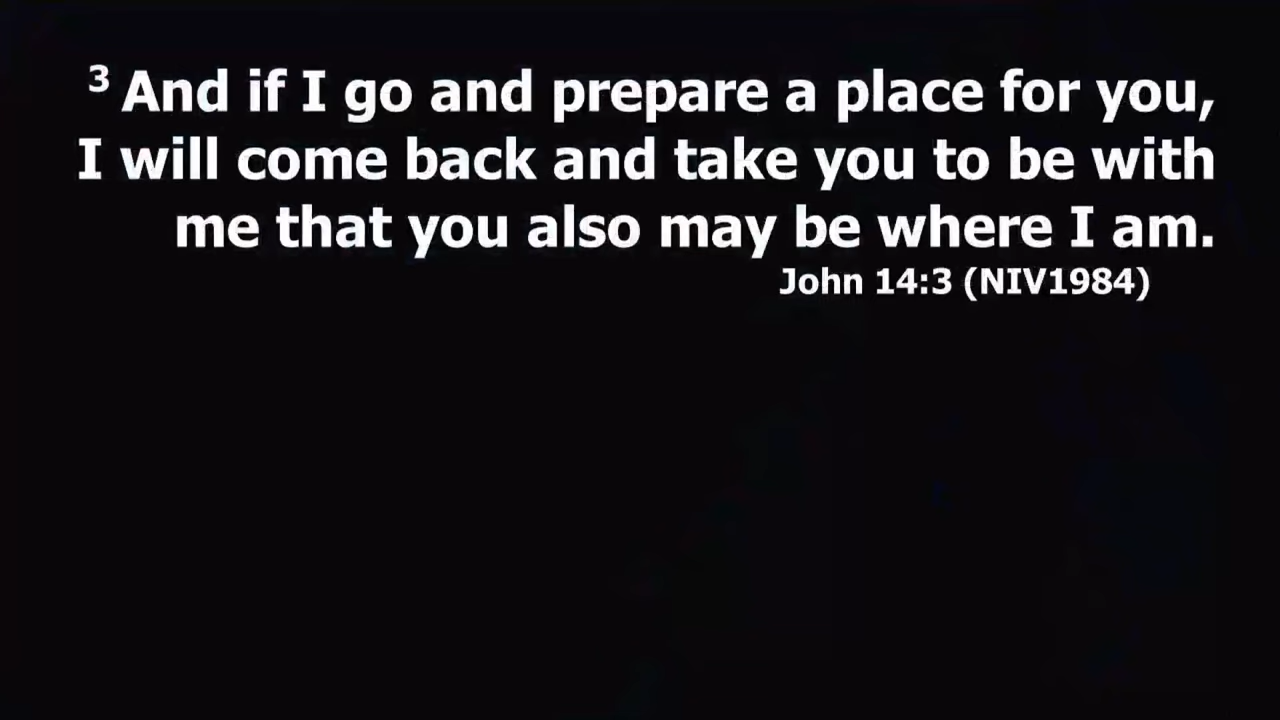 ³ And if I go and prepare a place for you,
I will come back and take you to be with
me that you also may be where I am.
John 14:3 (NIV1984)